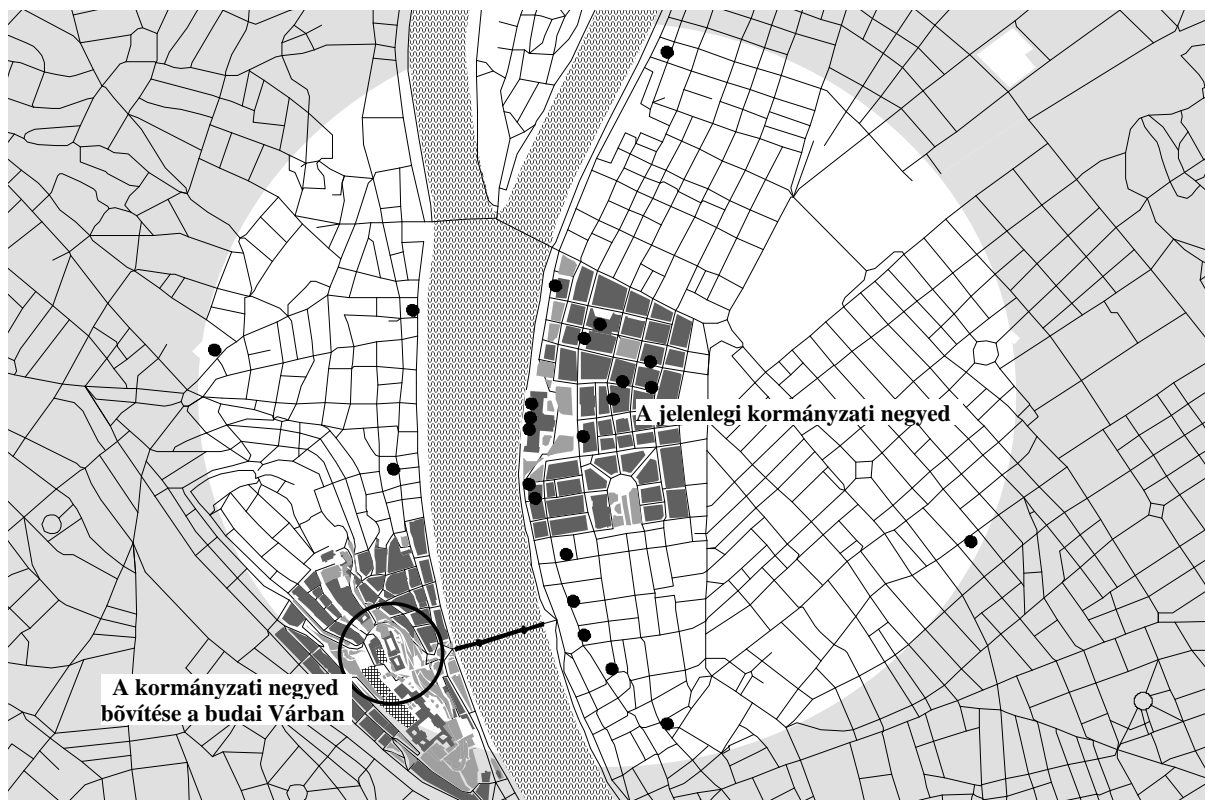 A jelenlegi kormányzati negyed
A kormányzati negyed
bõvítése a budai Várban